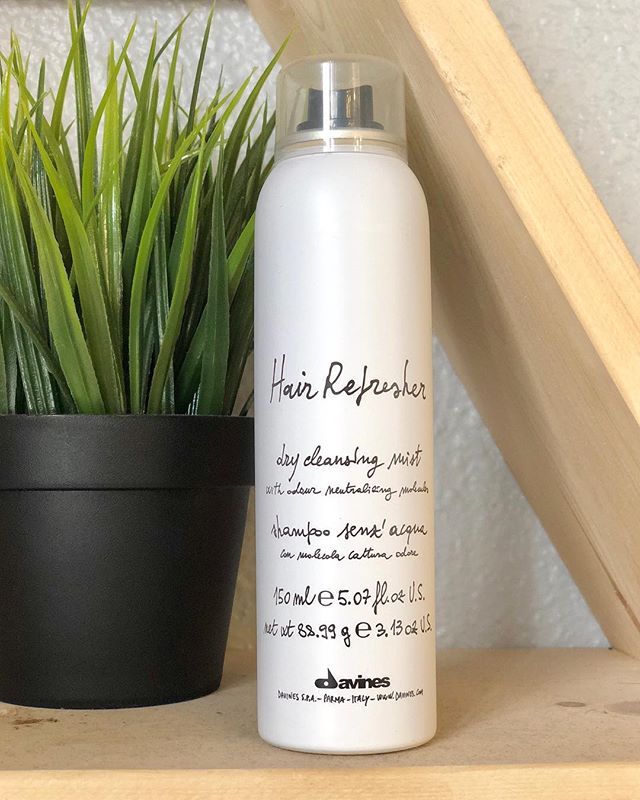 Hair Refresher
dry cleansing mist
with odour neutralizing molecules
shampoo senz' acqua
con molecola cattura odore
150 ml e 5.07 fl.oz U.S.
net wt 88.99 g e 3.13 oz U.S.
davines
DAVINES S.P.A. - PARMA - ITALY - WWW.DAVINES.COM